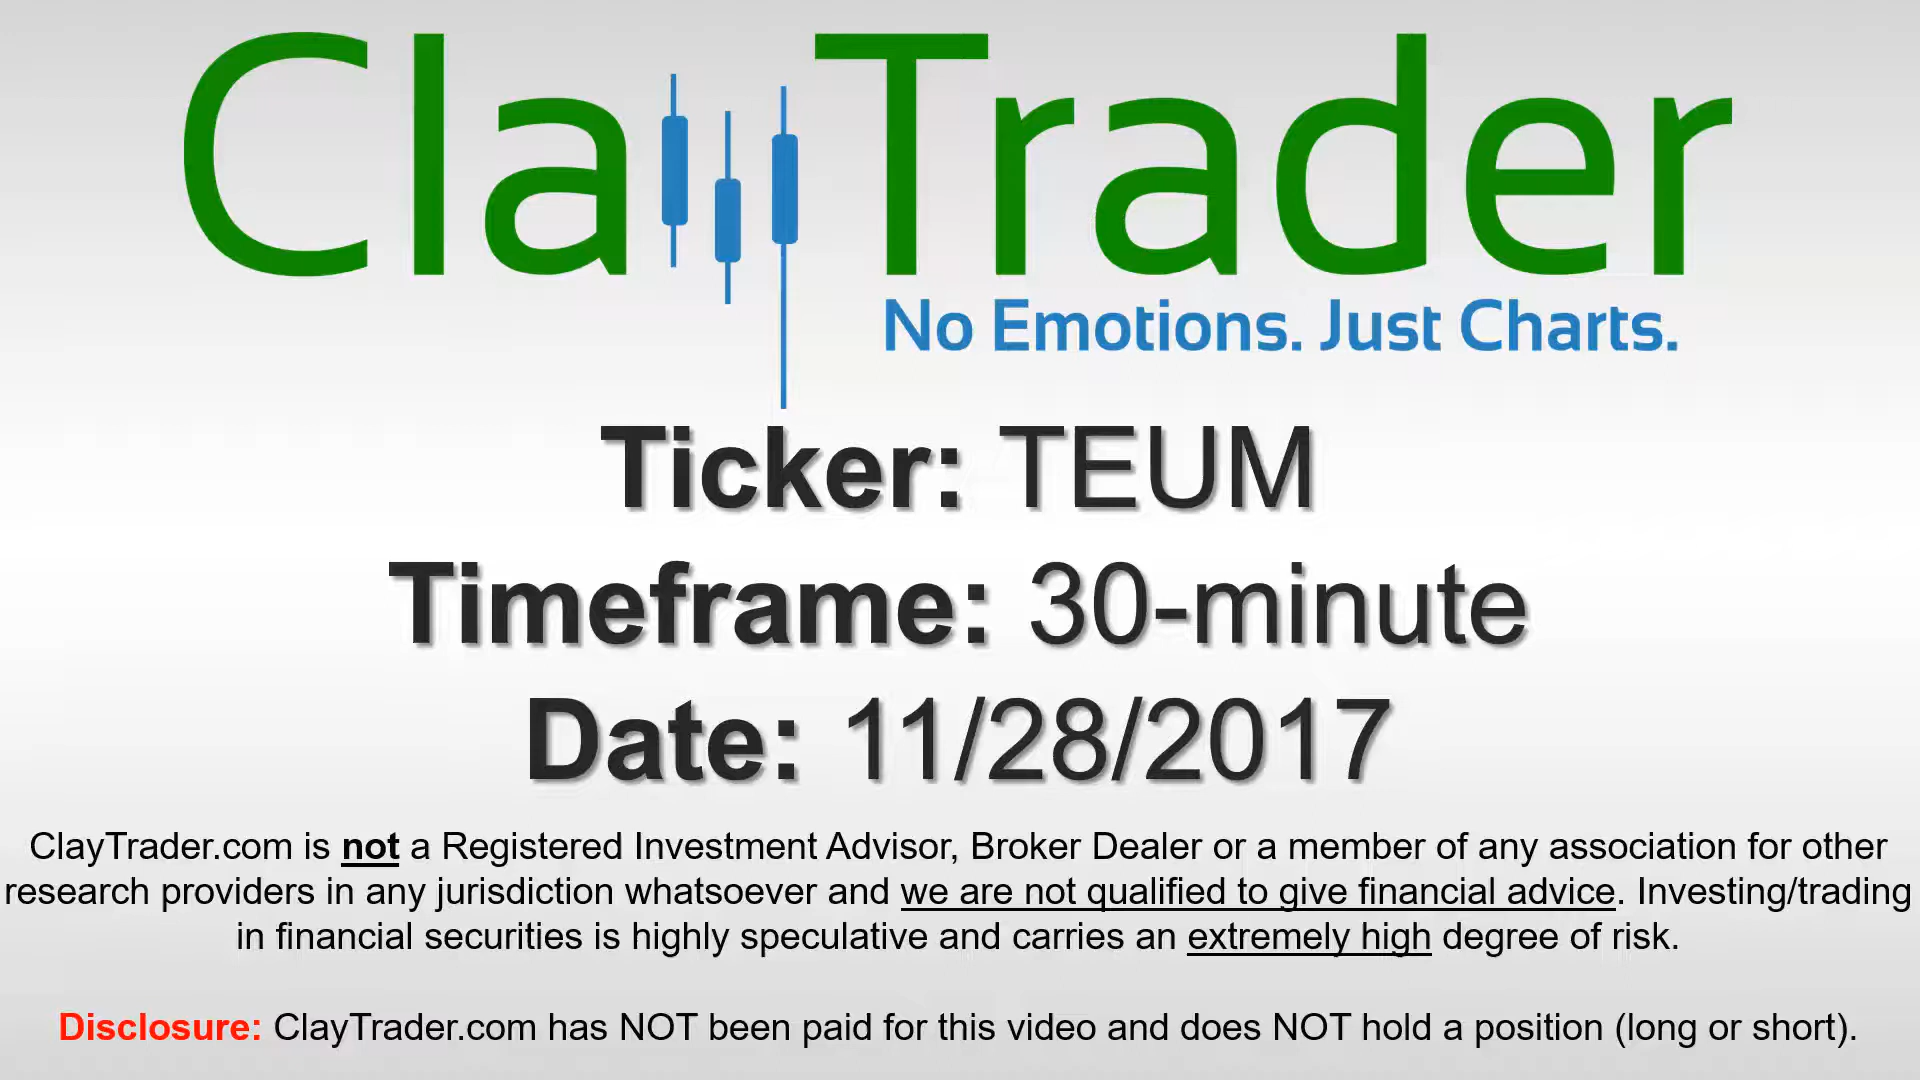 ClayTrader
No Emotions. Just Charts.
Ticker: TEUM
Timeframe: 30-minute
Date: 11/28/2017
ClayTrader.com is not a Registered Investment Advisor, Broker Dealer or a member of any association for other
research providers in any jurisdiction whatsoever and we are not qualified to give financial advice. Investing/trading
in financial securities is highly speculative and carries an extremely high degree of risk.
Disclosure: ClayTrader.com has NOT been paid for this video and does NOT hold a position (long or short).